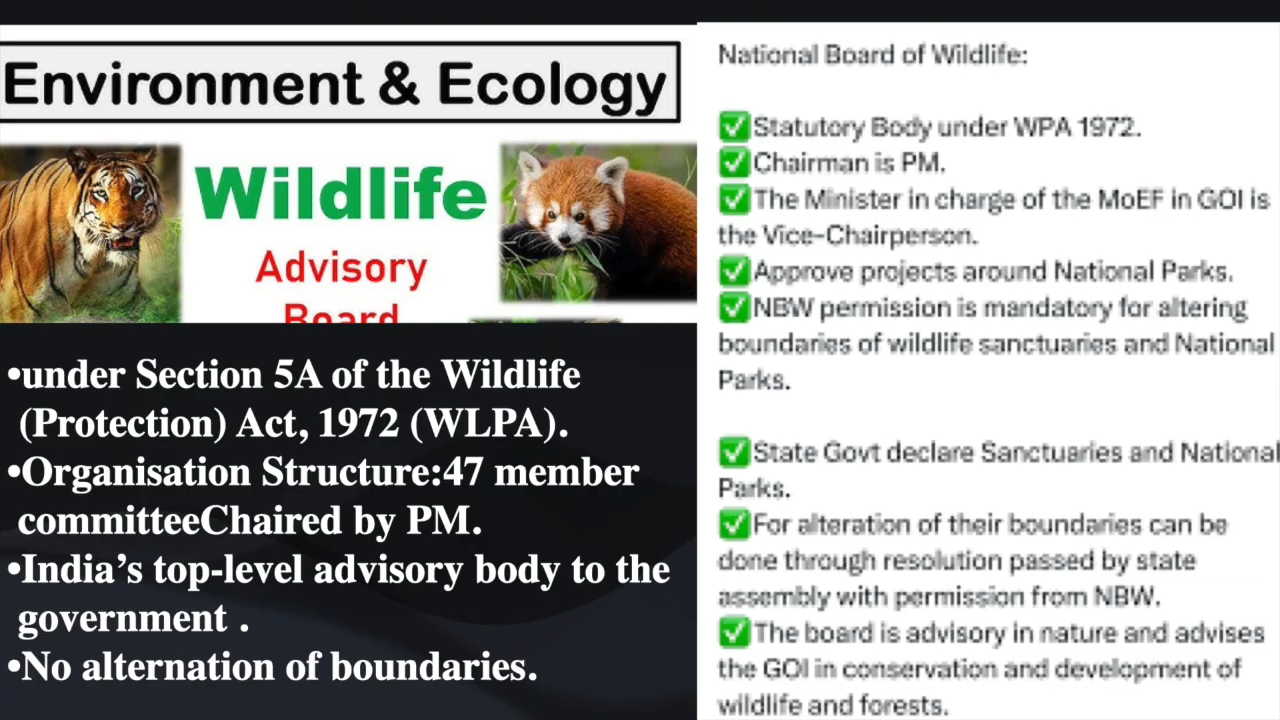 Environment & Ecology
Wildlife
Advisory
Board
•under Section 5A of the Wildlife
(Protection) Act, 1972 (WLPA).
•Organisation Structure:47 member
committeeChaired by PM.
•India’s top-level advisory body to the
government .
•No alternation of boundaries.
National Board of Wildlife:
✅Statutory Body under WPA 1972.
✅Chairman is PM.
✅The Minister in charge of the MoEF in GOI is
the Vice-Chairperson.
✅Approve projects around National Parks.
✅NBW permission is mandatory for altering
boundaries of wildlife sanctuaries and National
Parks.
✅State Govt declare Sanctuaries and National
Parks.
✅For alteration of their boundaries can be
done through resolution passed by state
assembly with permission from NBW.
✅The board is advisory in nature and advises
the GOI in conservation and development of
wildlife and forests.